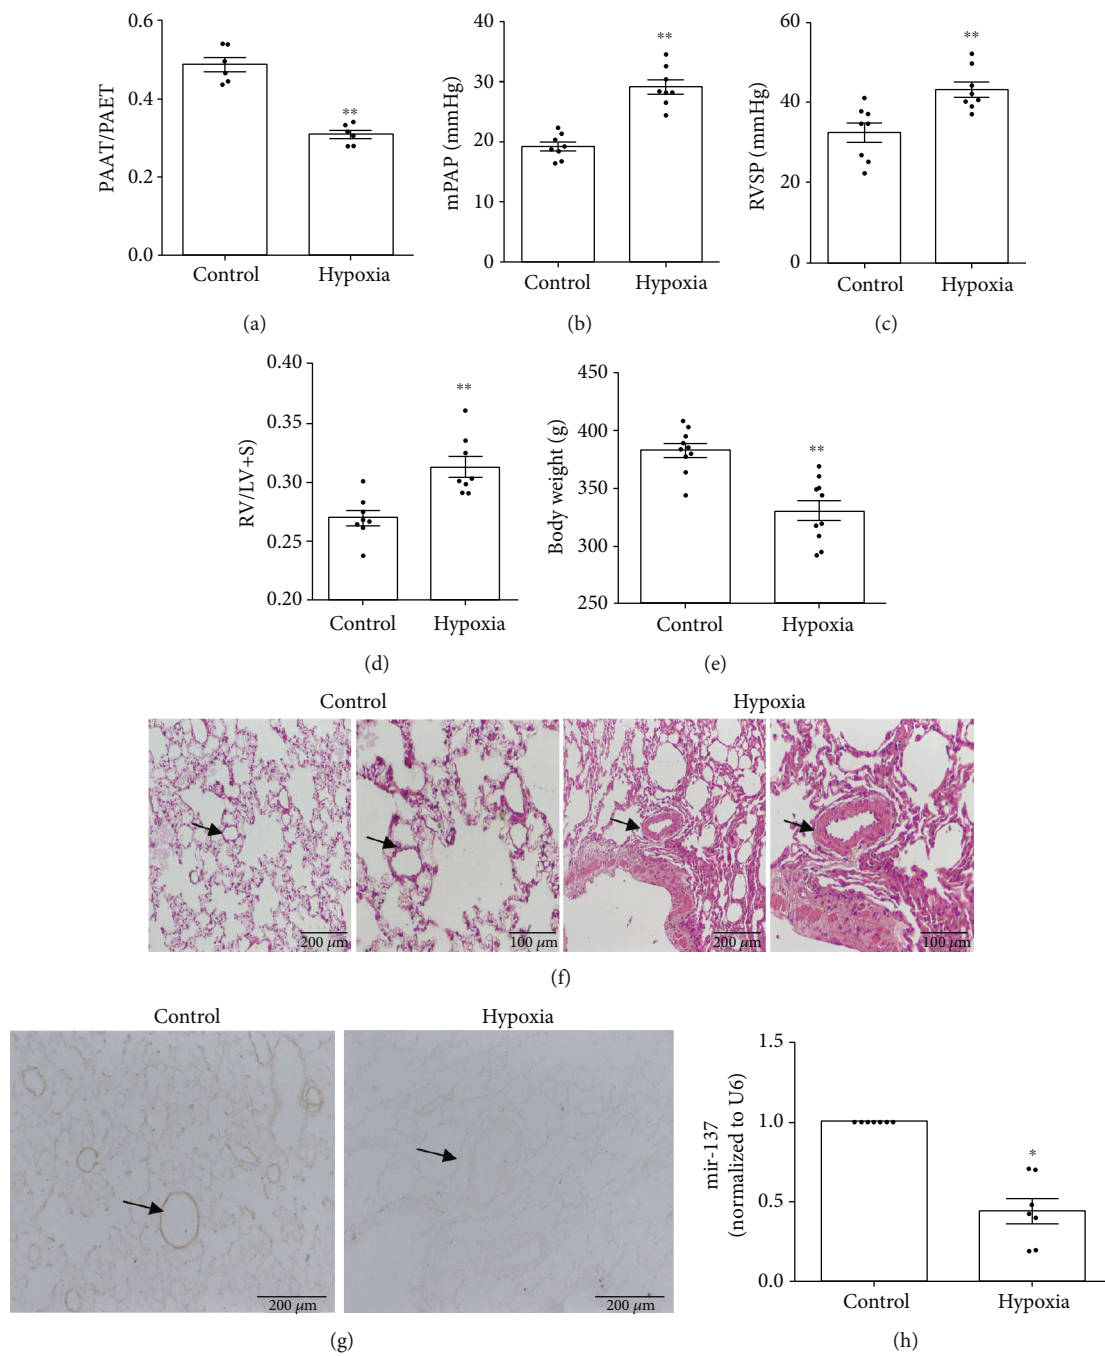 0.6
0.4
0.2
0.0
PAAT/PAET
**
Control
Hypoxia
(a)
40
30
20
10
0
mPAP (mmHg)
**
Control
Hypoxia
(b)
60
40
20
0
RVSP (mmHg)
**
Control
Hypoxia
(c)
0.40
0.35
0.30
0.25
0.20
RV/LV+S)
**
Control
Hypoxia
(d)
450
400
350
300
250
Body weight (g)
**
Control
Hypoxia
(e)
Control
Hypoxia
200 μm
100 μm
200 μm
100 μm
(f)
Control
Hypoxia
200 μm
200 μm
(g)
1.5
1.0
0.5
0.0
mir-137
(normalized to U6)
*
Control
Hypoxia
(h)